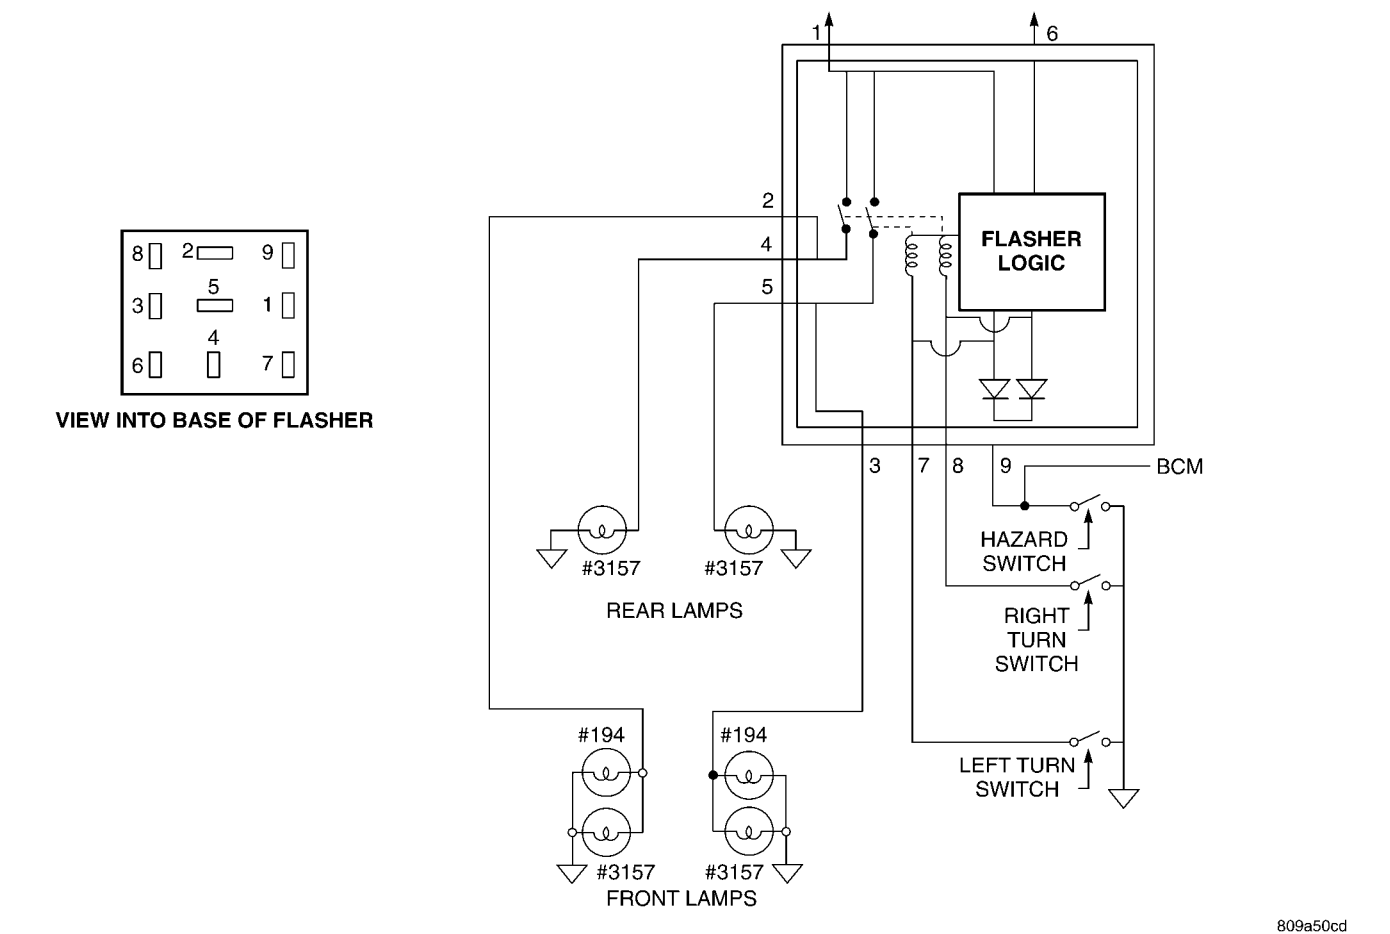 1
6
2
4
5
FLASHER
LOGIC
8
2
9
5
3
1
4
6
7
VIEW INTO BASE OF FLASHER
3
7
8
9
BCM
HAZARD
SWITCH
#3157
#3157
REAR LAMPS
RIGHT
TURN
SWITCH
#194
#194
LEFT TURN
SWITCH
#3157
#3157
FRONT LAMPS
809a50cd